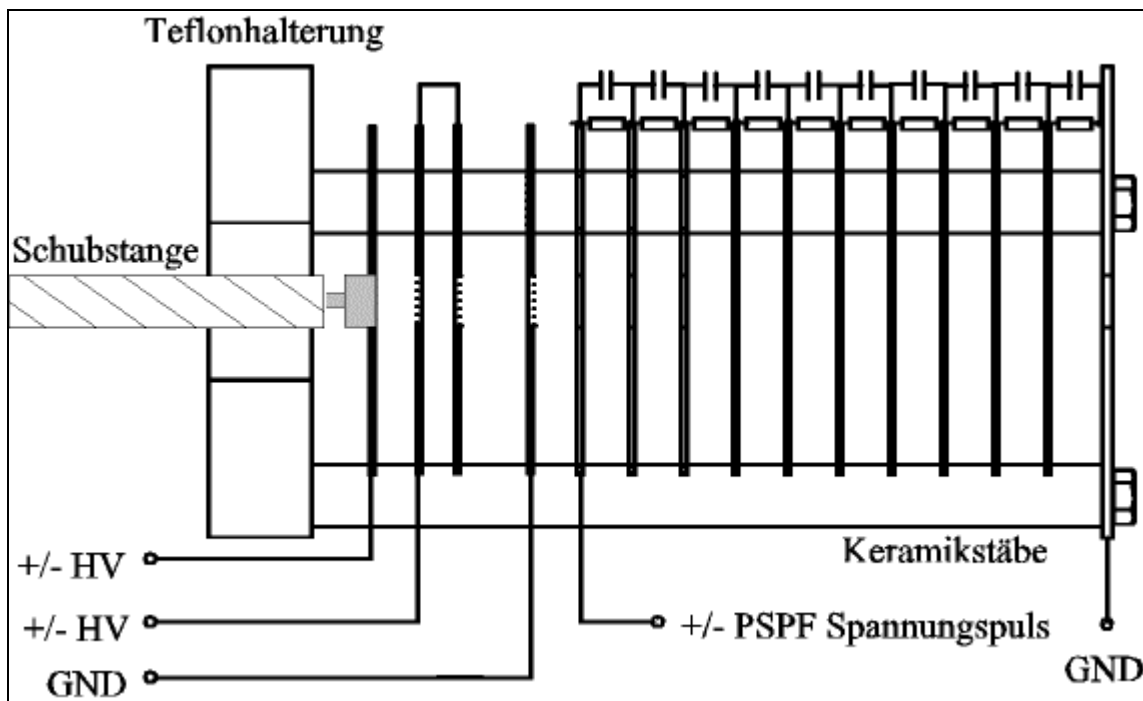 Teflonhalterung
Schubstange
Keramikstäbe
+/- HV
+/- HV
+/- PSPF Spannungspuls
GND
GND